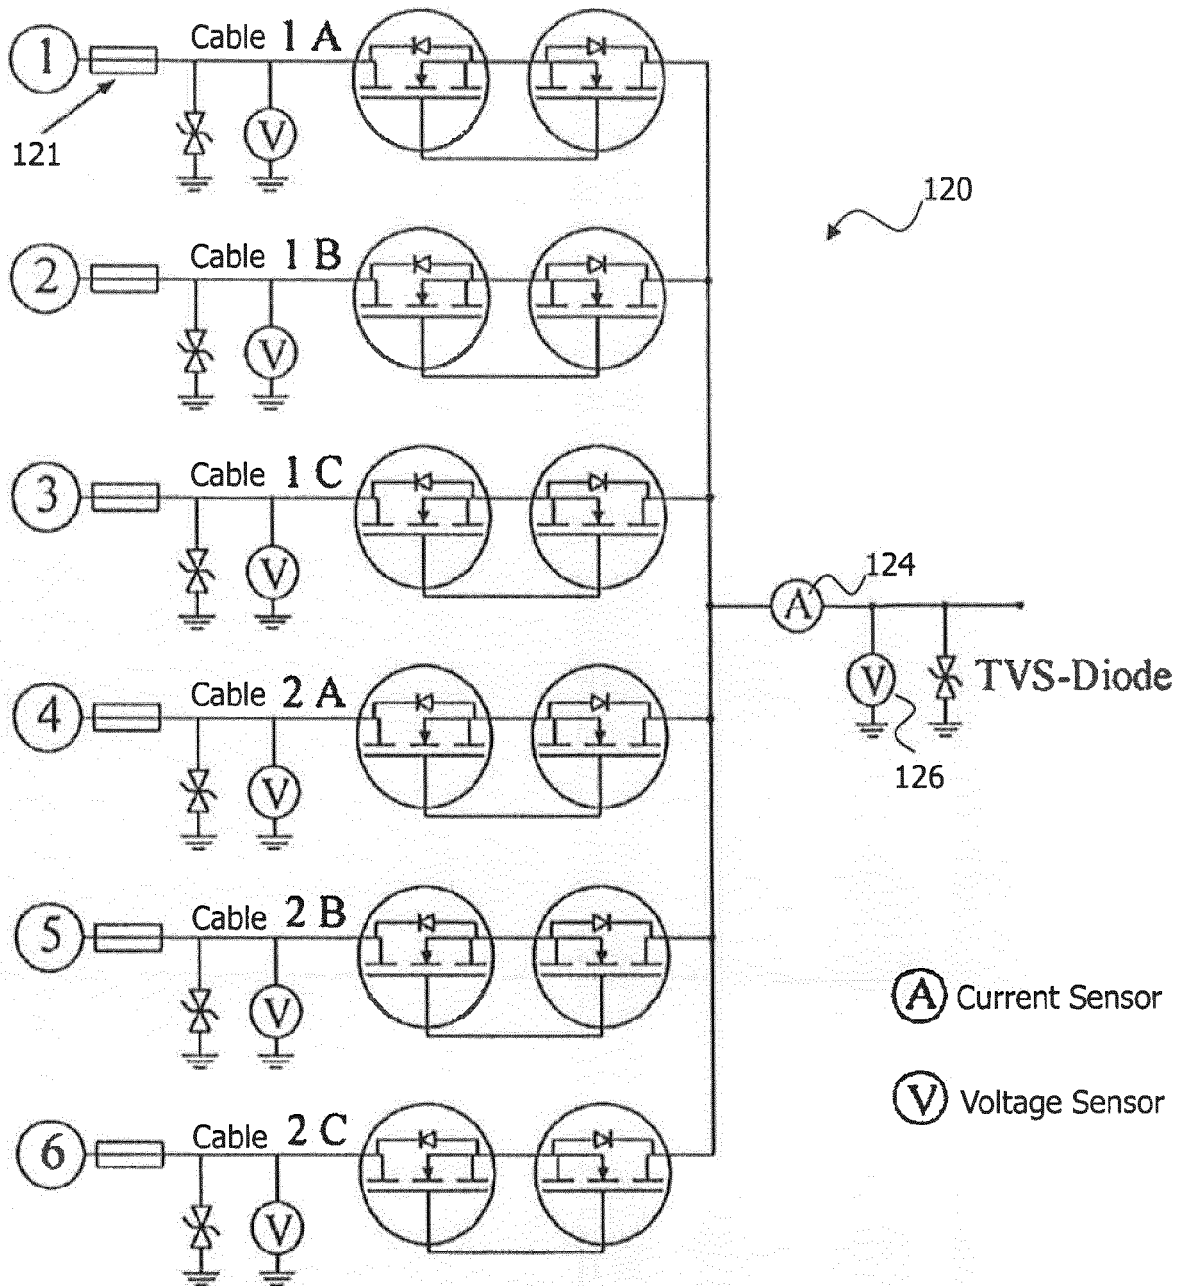 1 Cable 1 A
V
121
120
2 Cable 1 B
V
3 Cable 1 C
V
A 124
V TVS-Diode
126
4 Cable 2 A
V
5 Cable 2 B
V
A Current Sensor
V Voltage Sensor
6 Cable 2 C
V